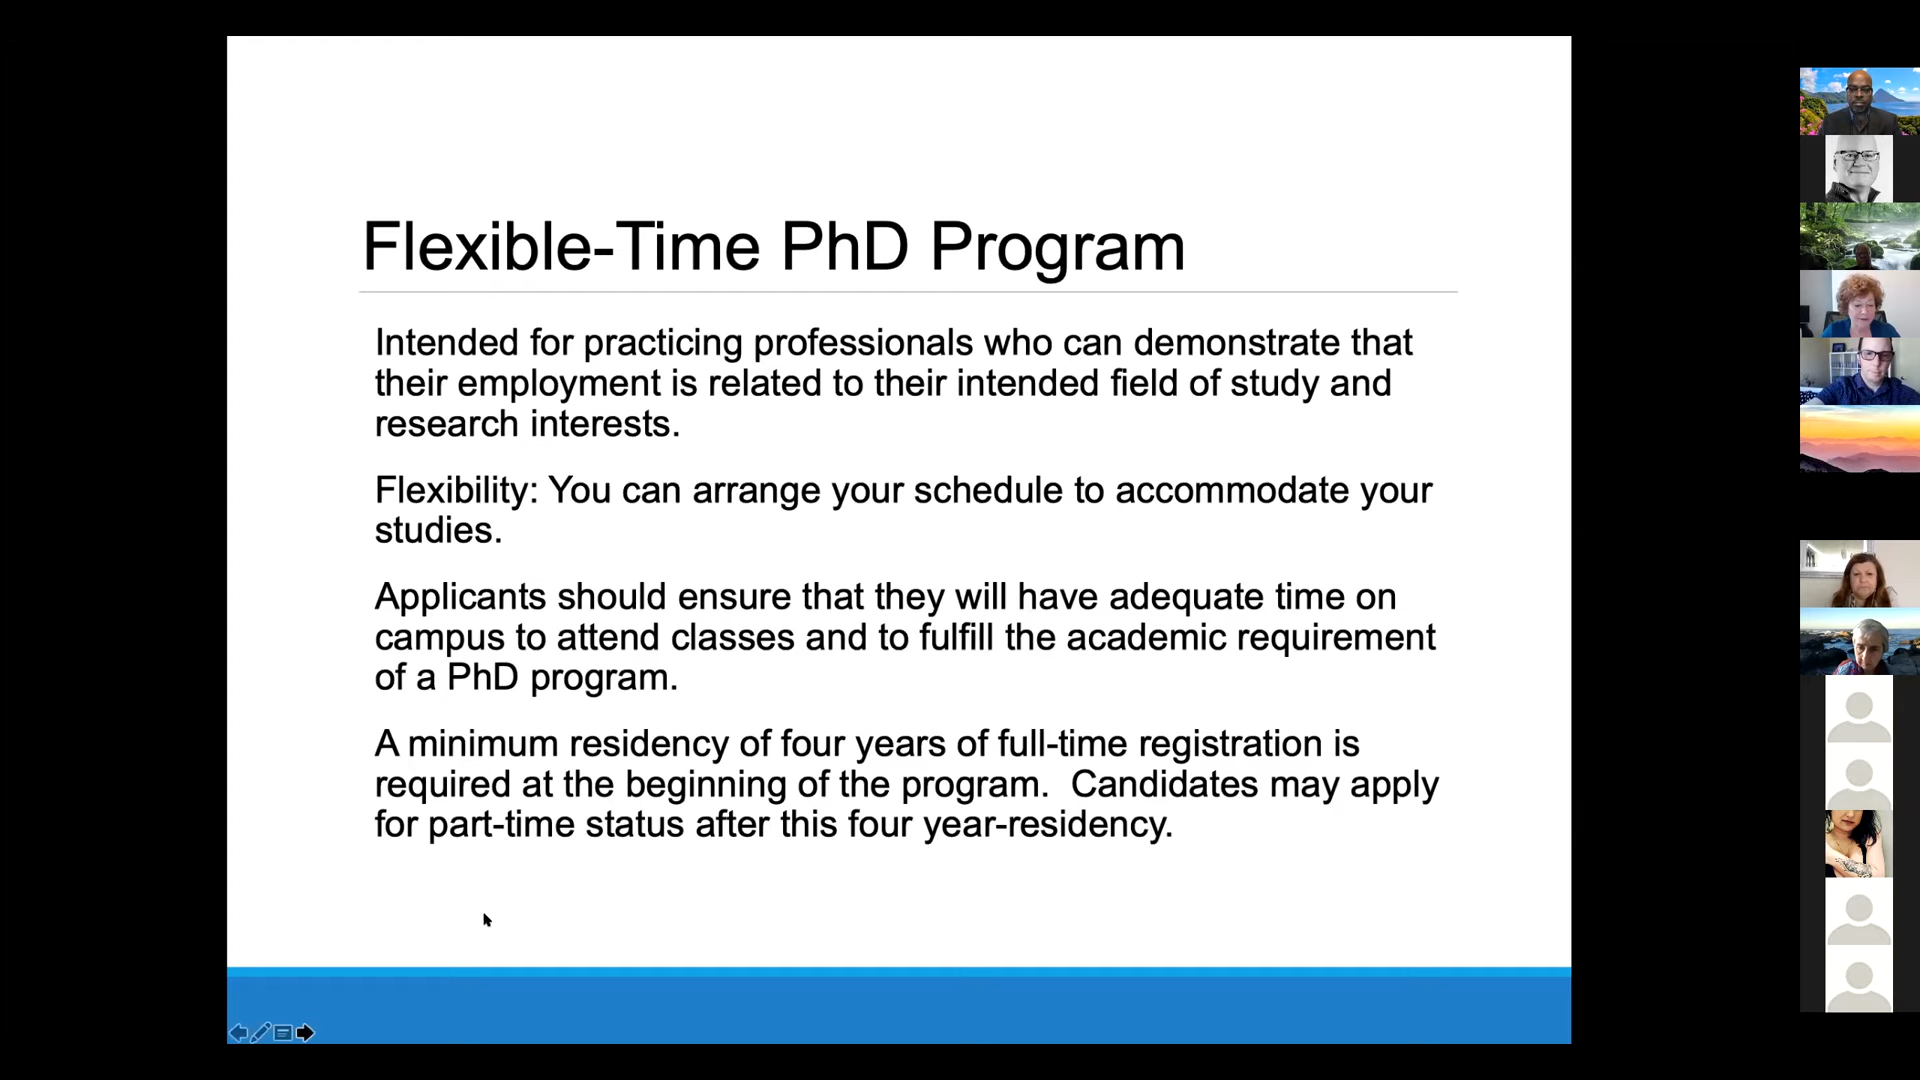 Flexible-Time PhD Program
Intended for practicing professionals who can demonstrate that
their employment is related to their intended field of study and
research interests.
Flexibility: You can arrange your schedule to accommodate your
studies.
Applicants should ensure that they will have adequate time on
campus to attend classes and to fulfill the academic requirement
of a PhD program.
A minimum residency of four years of full-time registration is
required at the beginning of the program.  Candidates may apply
for part-time status after this four year-residency.